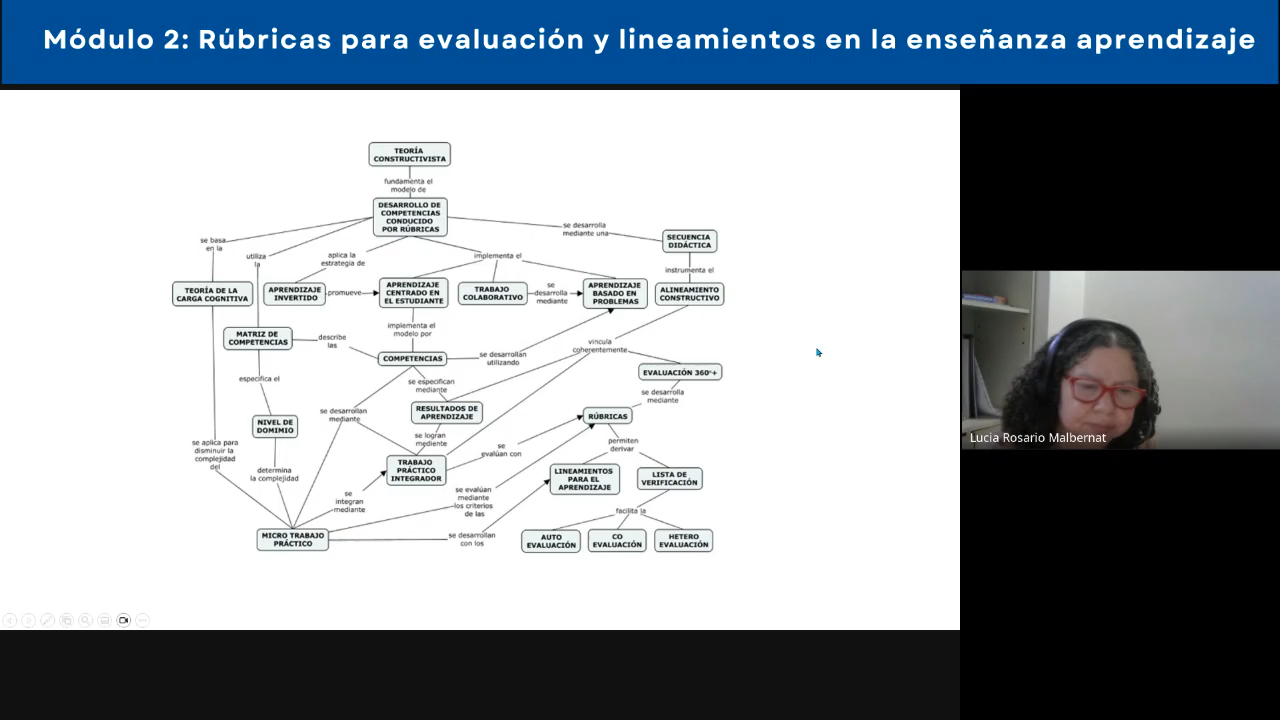 Módulo 2: Rúbricas para evaluación y lineamientos en la enseñanza aprendizaje
TEORÍA
CONSTRUCTIVISTA
fundamenta el
modelo de
DESARROLLO DE
COMPETENCIAS
CONDUCIDO
POR RÚBRICAS
se basa
en la
utiliza
la
aplica la
estrategia de
implementa el
se desarrolla
mediante una
SECUENCIA
DIDÁCTICA
instrumenta el
TEORÍA DE LA
CARGA COGNITIVA
APRENDIZAJE
INVERTIDO
promueve
APRENDIZAJE
CENTRADO EN
EL ESTUDIANTE
TRABAJO
COLABORATIVO
se
desarrolla
mediante
APRENDIZAJE
BASADO EN
PROBLEMAS
ALINEAMIENTO
CONSTRUCTIVO
MATRIZ DE
COMPETENCIAS
describe
las
implementa el
modelo por
COMPETENCIAS
se desarrollan
utilizando
vincula
coherentemente
EVALUACIÓN 360°+
especifica el
se especifican
mediante
se desarrolla
mediante
NIVEL DE
DOMIMIO
se desarrollan
mediante
RESULTADOS DE
APRENDIZAJE
RÚBRICAS
se aplica para
disminuir la
complejidad
del
determina
la complejidad
se logran
mediente
se
evalúan con
permiten
derivar
TRABAJO
PRÁCTICO
INTEGRADOR
LINEAMIENTOS
PARA EL
APRENDIZAJE
LISTA DE
VERIFICACIÓN
se
integran
mediante
se evalúan
mediante
los criterios
de las
facilita la
MICRO TRABAJO
PRÁCTICO
se desarrollan
con los
AUTO
EVALUACIÓN
CO
EVALUACIÓN
HETERO
EVALUACIÓN
Lucia Rosario Malbernat